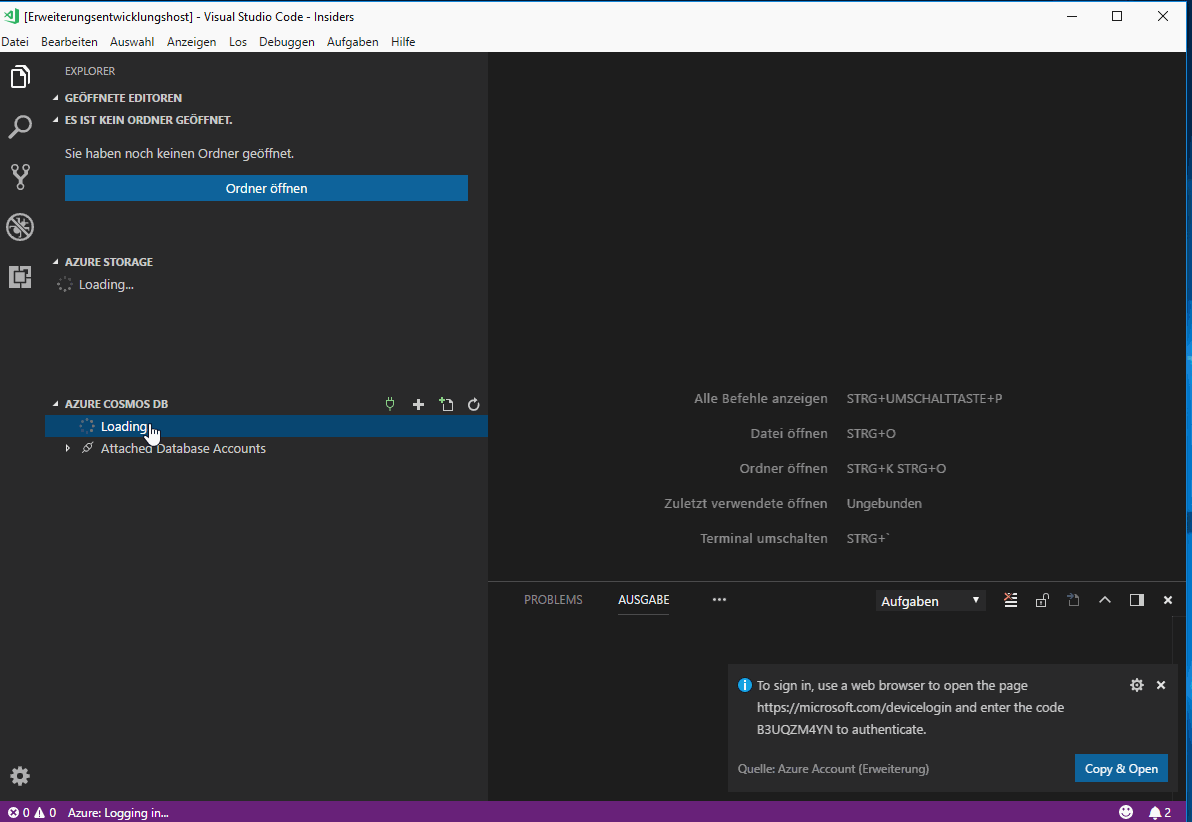 [Erweiterungsentwicklungshost] - Visual Studio Code - Insiders
Datei Bearbeiten Auswahl Anzeigen Los Debuggen Aufgaben Hilfe
EXPLORER
GEÖFFNETE EDITOREN
ES IST KEIN ORDNER GEÖFFNET.
Sie haben noch keinen Ordner geöffnet.
Ordner öffnen
AZURE STORAGE
Loading...
AZURE COSMOS DB
Loading
Attached Database Accounts
Alle Befehle anzeigen STRG+UMSCHALTTASTE+P
Datei öffnen STRG+O
Ordner öffnen STRG+K STRG+O
Zuletzt verwendete öffnen Ungebunden
Terminal umschalten STRG+`
PROBLEMS AUSGABE ••• Aufgaben
To sign in, use a web browser to open the page
https://microsoft.com/devicelogin and enter the code
B3UQZM4YN to authenticate.
Quelle: Azure Account (Erweiterung) Copy & Open
0 0 Azure: Logging in... 2